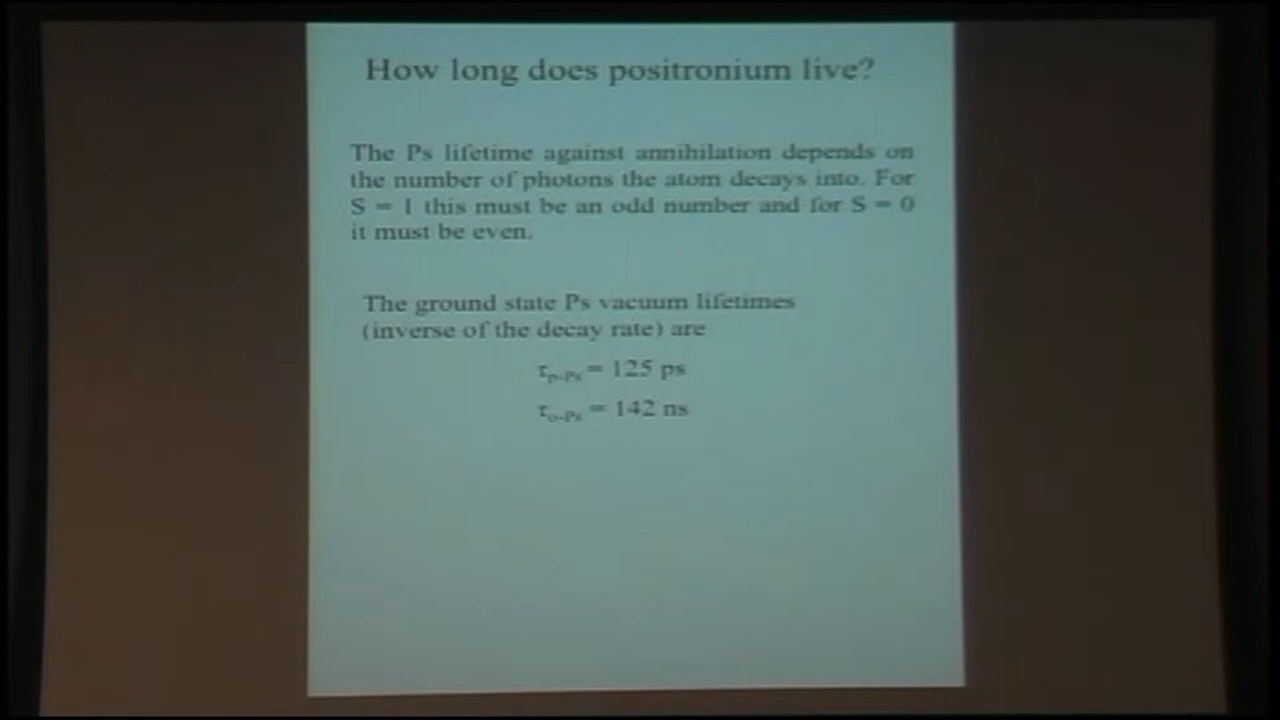 How long does positronium live?
The Ps lifetime against annihilation depends on
the number of photons the atom decays into. For
S = 1 this must be an odd number and for S = 0
it must be even.
The ground state Ps vacuum lifetimes
(inverse of the decay rate) are
τp-Ps = 125 ps
τo-Ps = 142 ns